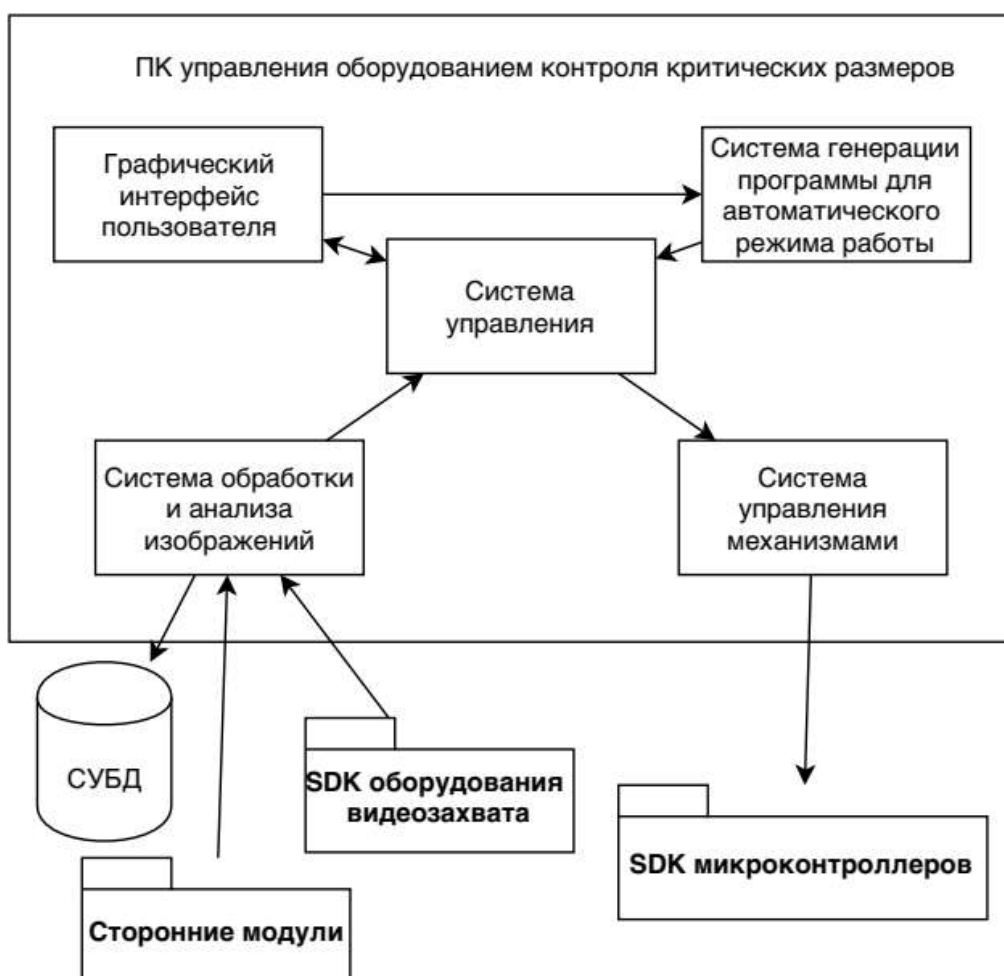 ПК управления оборудованием контроля критических размеров
Графический
интерфейс
пользователя
Система генерации
программы для
автоматического
режима работы
Система
управления
Система обработки
и анализа
изображений
Система
управления
механизмами
СУБД
SDK оборудования
видеозахвата
SDK микроконтроллеров
Сторонние модули